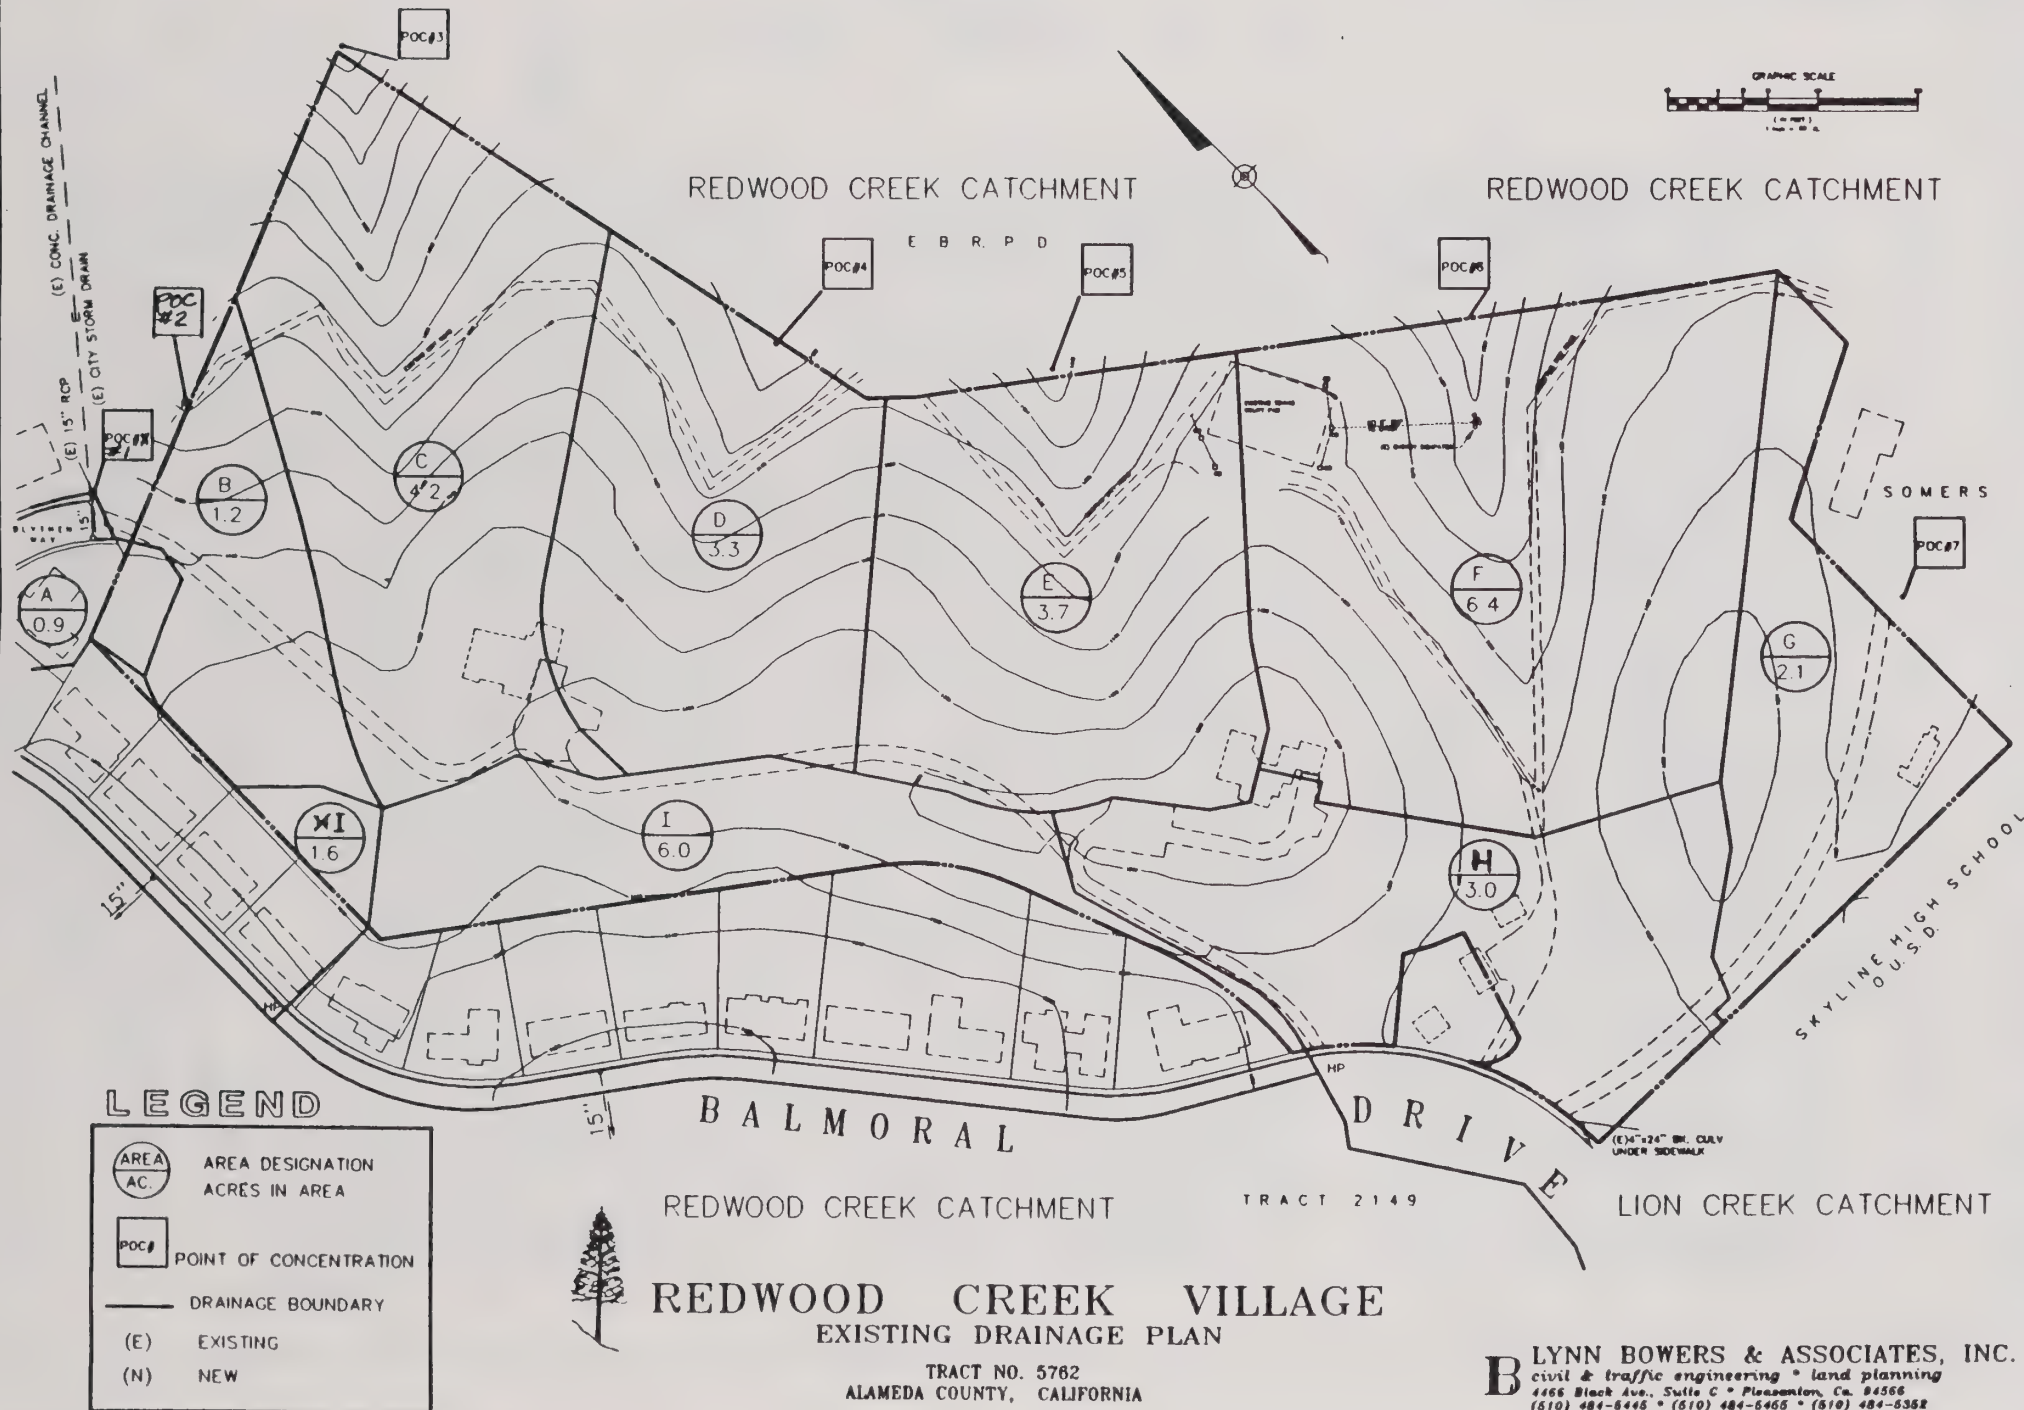 POC#3
GRAPHIC SCALE
REDWOOD CREEK CATCHMENT
REDWOOD CREEK CATCHMENT
E B R. P D
POC#4
POC#5
POC#6
(E) CONC. DRAINAGE CHANNEL
(E) 15" RCP
(E) CITY STORM DRAIN
POC
#2
POC#
#1
15"
WAY
A
0.9
B
1.2
C
4.2
D
3.3
E
3.7
F
6.4
G
2.1
SOMERS
POC#7
I
1.6
I
6.0
H
3.0
SKYLINE HIGH SCHOOL
O.U.S.D.
15"
HP
HP
15"
BALMORAL DRIVE
(E)4"x24" BX. CULV
UNDER SIDEWALK
TRACT 2149
REDWOOD CREEK CATCHMENT
LION CREEK CATCHMENT
LEGEND
AREA
AC.
AREA DESIGNATION
ACRES IN AREA
POC#
POINT OF CONCENTRATION
DRAINAGE BOUNDARY
(E) EXISTING
(N) NEW
REDWOOD CREEK VILLAGE
EXISTING DRAINAGE PLAN
TRACT NO. 5762
ALAMEDA COUNTY, CALIFORNIA
B LYNN BOWERS & ASSOCIATES, INC.
civil & traffic engineering * land planning
4466 Black Ave., Suite C * Pleasanton, Ca. 94566
(510) 484-5445 * (510) 484-5465 * (510) 484-5352